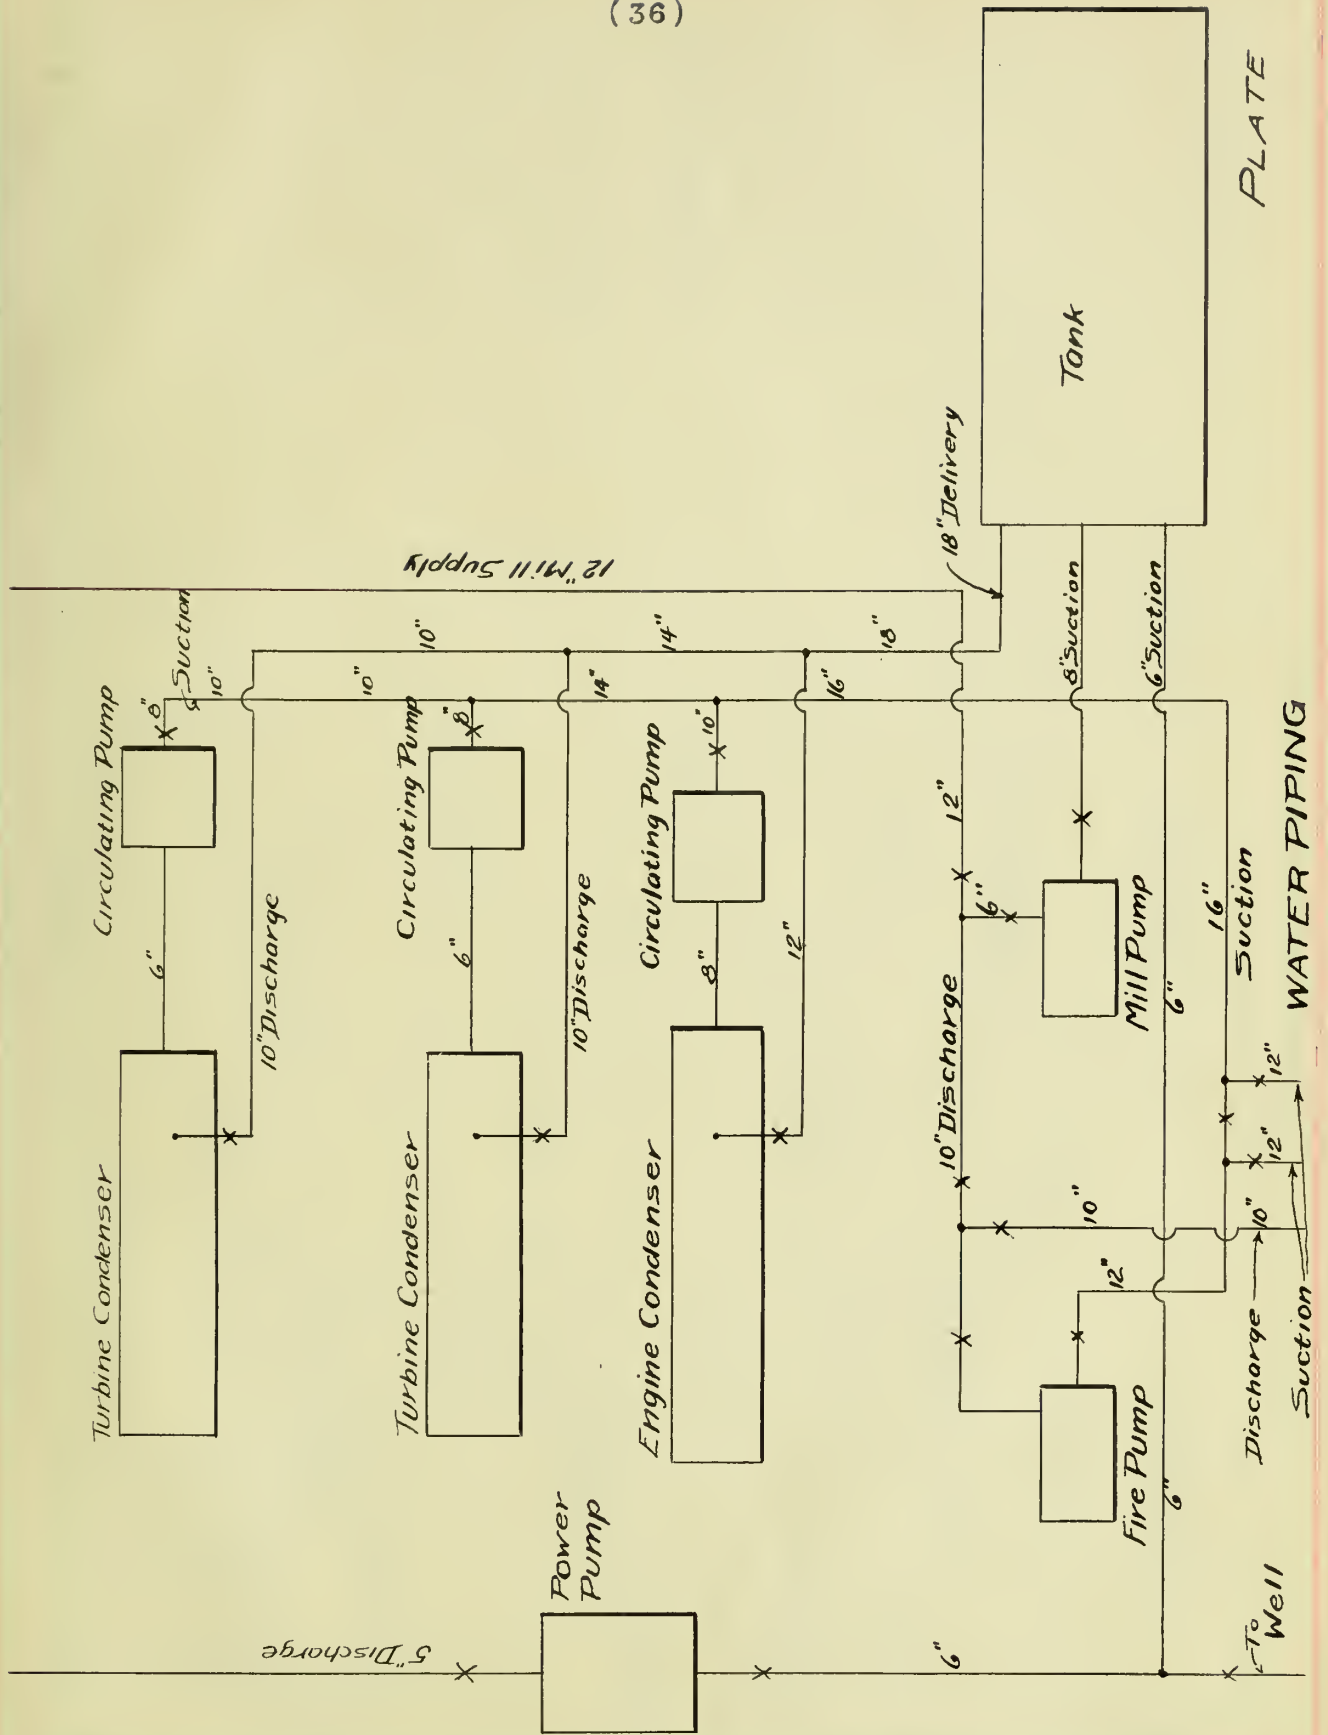 (36)
Turbine Condenser
Circulating Pump
6"
8"
Suction
10"
10" Discharge
10"
10"
12" Mill Supply
Turbine Condenser
Circulating Pump
6"
8"
10" Discharge
14"
14"
Engine Condenser
Circulating Pump
8"
10"
12"
16"
18"
18" Delivery
Tank
8" Suction
6" Suction
Power
Pump
5" Discharge
6"
10" Discharge
12"
6"
Mill Pump
6"
10"
12"
Fire Pump
6"
16"
Suction
12"
12"
10"
Discharge
Suction
To
Well
WATER PIPING
PLATE